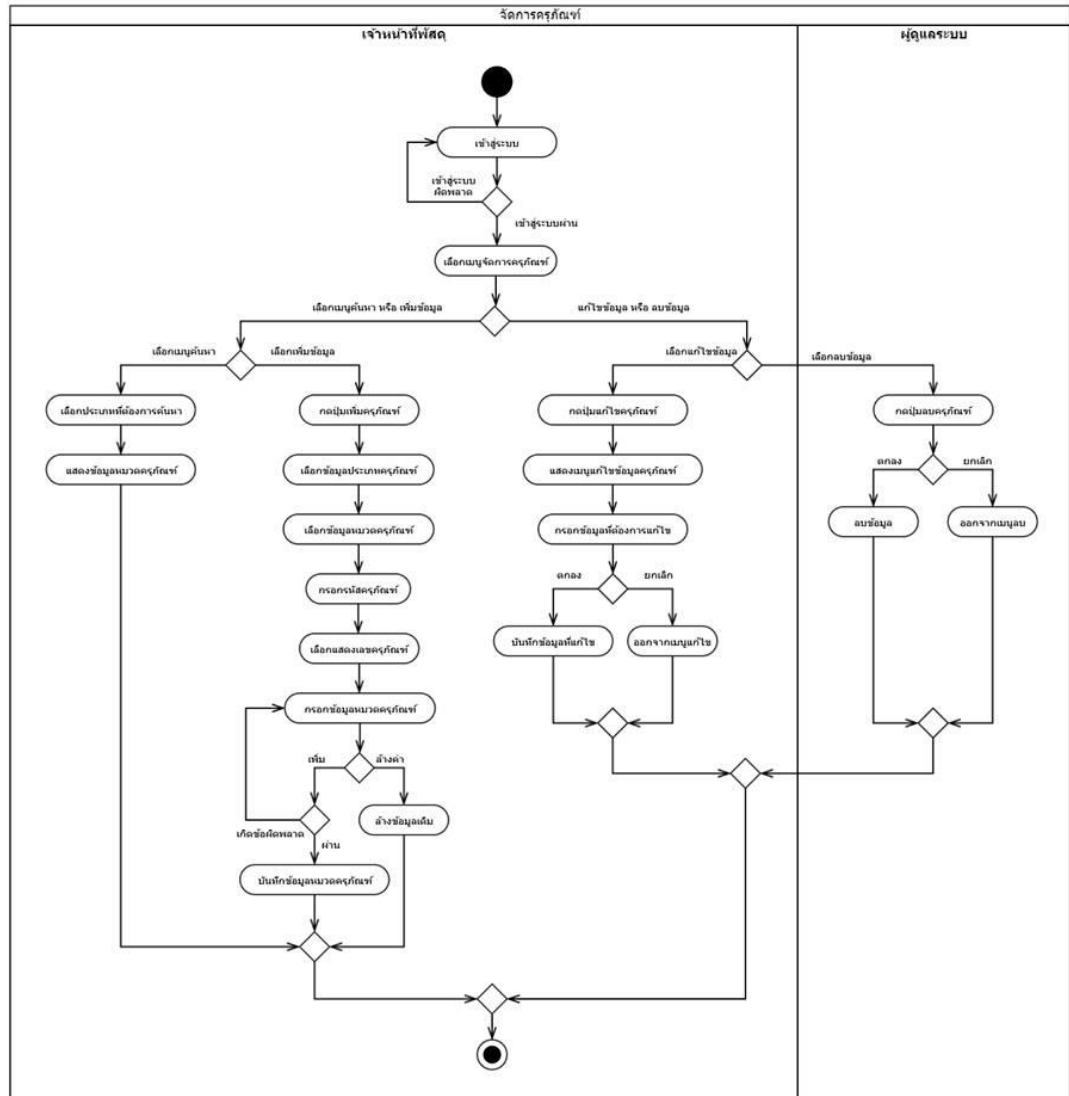 จัดการครุภัณฑ์
เจ้าหน้าที่พัสดุ
ผู้ดูแลระบบ
เข้าสู่ระบบ
เข้าสู่ระบบ
ผิดพลาด
เข้าสู่ระบบผ่าน
เลือกเมนูจัดการครุภัณฑ์
เลือกเมนูค้นหา หรือ เพิ่มข้อมูล
แก้ไขข้อมูล หรือ ลบข้อมูล
เลือกเมนูค้นหา
เลือกเพิ่มข้อมูล
เลือกแก้ไขข้อมูล
เลือกลบข้อมูล
เลือกประเภทที่ต้องการค้นหา
กดปุ่มเพิ่มครุภัณฑ์
กดปุ่มแก้ไขครุภัณฑ์
กดปุ่มลบครุภัณฑ์
แสดงข้อมูลหมวดครุภัณฑ์
เลือกข้อมูลประเภทครุภัณฑ์
แสดงเมนูแก้ไขข้อมูลครุภัณฑ์
ตกลง
ยกเลิก
เลือกข้อมูลหมวดครุภัณฑ์
กรอกข้อมูลที่ต้องการแก้ไข
ลบข้อมูล
ออกจากเมนูลบ
กรอกรหัสครุภัณฑ์
ตกลง
ยกเลิก
เลือกแสดงเลขครุภัณฑ์
บันทึกข้อมูลที่แก้ไข
ออกจากเมนูแก้ไข
กรอกข้อมูลหมวดครุภัณฑ์
เพิ่ม
ล้างค่า
เกิดข้อผิดพลาด
ล้างข้อมูลเดิม
ผ่าน
บันทึกข้อมูลหมวดครุภัณฑ์